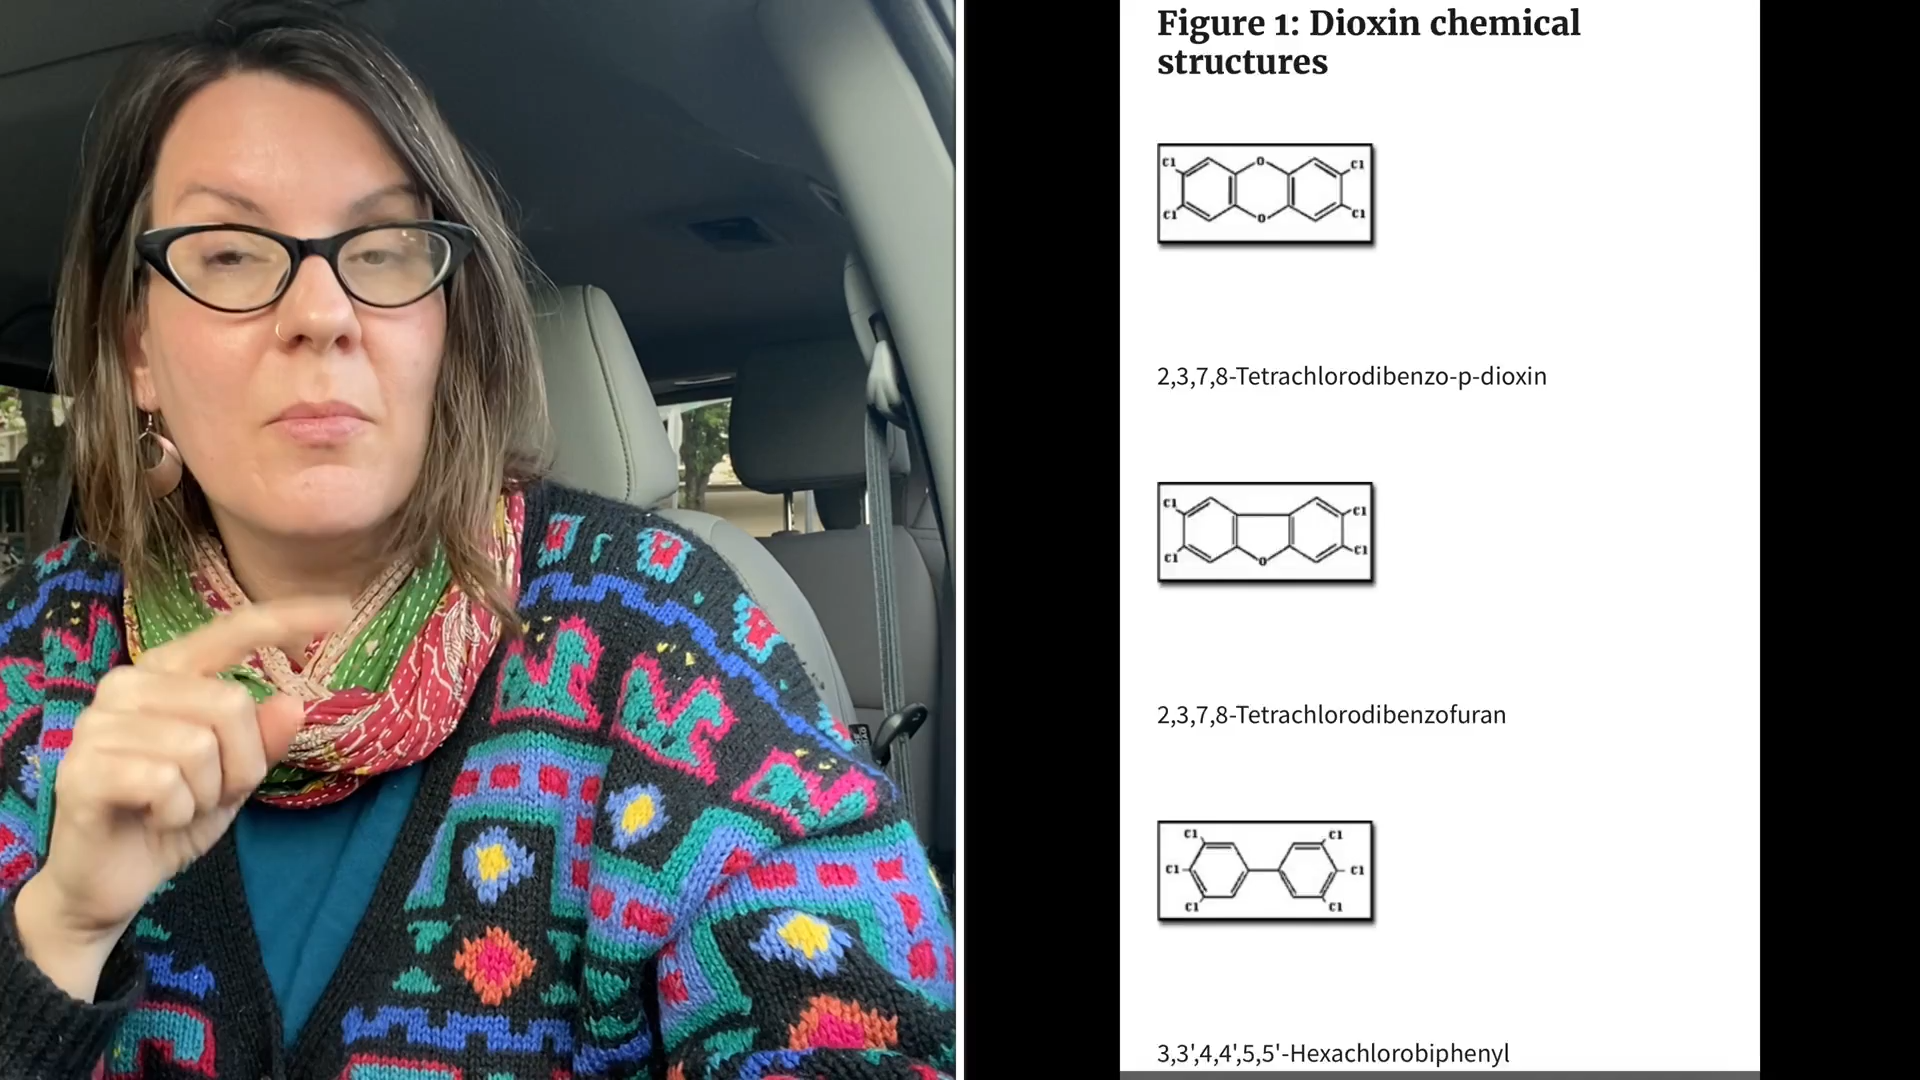 Figure 1: Dioxin chemical
structures
Cl
O
Cl
Cl
O
Cl
2,3,7,8-Tetrachlorodibenzo-p-dioxin
Cl
Cl
Cl
O
Cl
2,3,7,8-Tetrachlorodibenzofuran
Cl
Cl
Cl
Cl
Cl
Cl
3,3',4,4',5,5'-Hexachlorobiphenyl